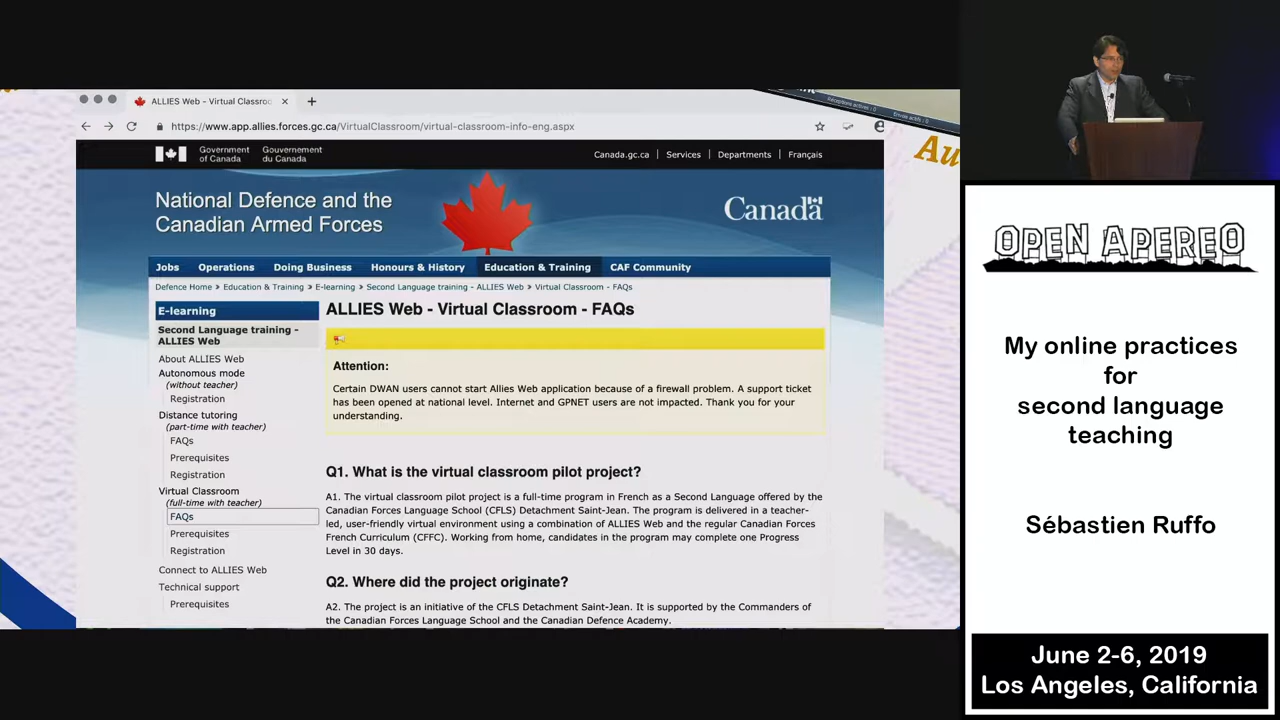 ALLIES Web - Virtual Classroo
https://www.app.allies.forces.gc.ca/VirtualClassroom/virtual-classroom-info-eng.aspx
Réceptions actives : 0
Envois actifs : 0
Au
Government
of Canada
Gouvernement
du Canada
Canada.gc.ca
Services
Departments
Français
National Defence and the
Canadian Armed Forces
Canada
Jobs
Operations
Doing Business
Honours & History
Education & Training
CAF Community
Defence Home > Education & Training > E-learning > Second Language training - ALLIES Web > Virtual Classroom - FAQs
E-learning
Second Language training -
ALLIES Web
About ALLIES Web
Autonomous mode
(without teacher)
Registration
Distance tutoring
(part-time with teacher)
FAQs
Prerequisites
Registration
Virtual Classroom
(full-time with teacher)
FAQs
Prerequisites
Registration
Connect to ALLIES Web
Technical support
Prerequisites
ALLIES Web - Virtual Classroom - FAQs
Attention:
Certain DWAN users cannot start Allies Web application because of a firewall problem. A support ticket
has been opened at national level. Internet and GPNET users are not impacted. Thank you for your
understanding.
Q1. What is the virtual classroom pilot project?
A1. The virtual classroom pilot project is a full-time program in French as a Second Language offered by the
Canadian Forces Language School (CFLS) Detachment Saint-Jean. The program is delivered in a teacher-
led, user-friendly virtual environment using a combination of ALLIES Web and the regular Canadian Forces
French Curriculum (CFFC). Working from home, candidates in the program may complete one Progress
Level in 30 days.
Q2. Where did the project originate?
A2. The project is an initiative of the CFLS Detachment Saint-Jean. It is supported by the Commanders of
the Canadian Forces Language School and the Canadian Defence Academy.
OPEN APEREO
My online practices
for
second language
teaching
Sébastien Ruffo
June 2-6, 2019
Los Angeles, California